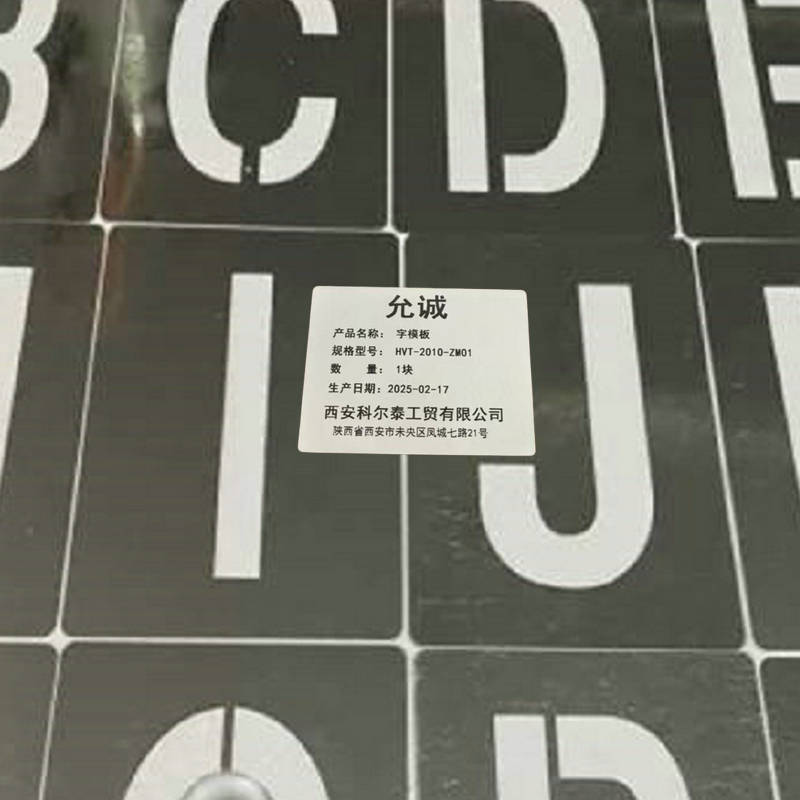 B C D E
I J
允诚
产品名称： 字模板
规格型号： HVT-2010-ZM01
数 量： 1块
生产日期：2025-02-17
西安科尔泰工贸有限公司
陕西省西安市未央区凤城七路21号